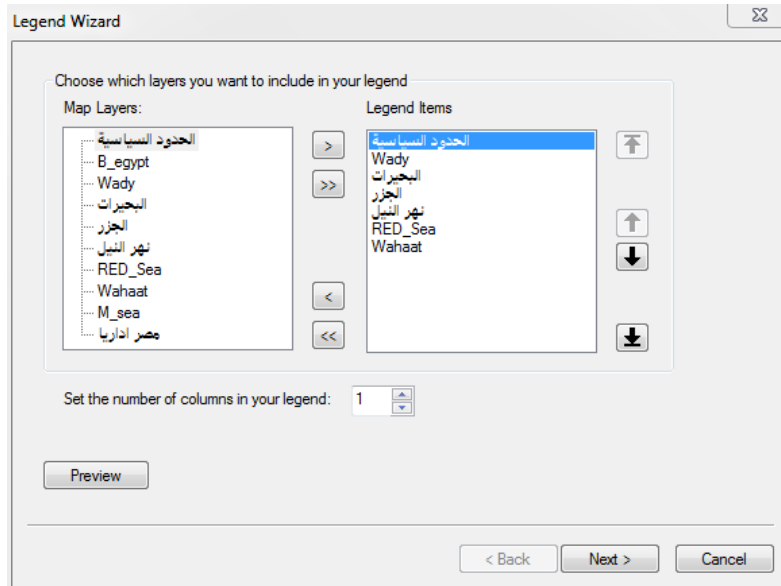 Legend Wizard
Choose which layers you want to include in your legend
Map Layers:
الحدود السياسية
B_egypt
Wady
البحيرات
الجزر
نهر النيل
RED_Sea
Wahaat
M_sea
مصر اداريا
>
>>
<
<<
Legend Items
الحدود السياسية
Wady
البحيرات
الجزر
نهر النيل
RED_Sea
Wahaat
Set the number of columns in your legend: 1
Preview
< Back Next > Cancel